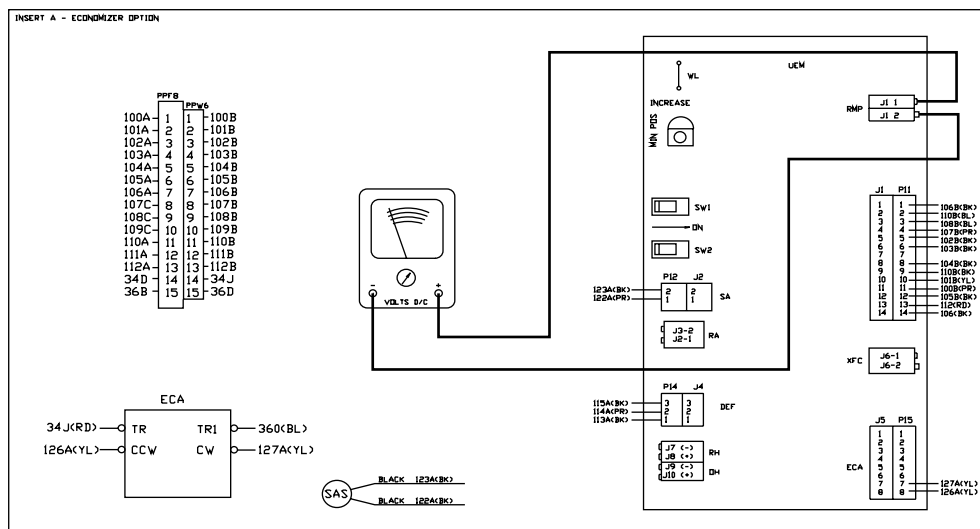 INSERT A - ECONOMIZER OPTION
PPF8 PPW6
100A 1 1 100B
101A 2 2 101B
102A 3 3 102B
103A 4 4 103B
104A 5 5 104B
105A 6 6 105B
106A 7 7 106B
107C 8 8 107B
108C 9 9 108B
109C 10 10 109B
110A 11 11 110B
111A 12 12 111B
112A 13 13 112B
34D 14 14 34J
36B 15 15 36D
- +
VOLTS D/C
UEM
WL
INCREASE
MIN POS
SW1
ON
SW2
RMP
J1 1
J1 2
P12 J2
123A(BK) 2 2
122A(PR) 1 1
SA
J3-2
J2-1
RA
P14 J4
115A(BK) 3 3
114A(PR) 2 2
113A(BK) 1 1
DEF
J7 (-)
J8 (+)
RH
J9 (-)
J10 (+)
OH
J1 P11
1 1 106B(BK)
2 2 110B(BL)
3 3 108B(BL)
4 4 107B(PR)
5 5 102B(BK)
6 6 103B(BK)
7 7
8 8 104B(BK)
9 9 110B(BK)
10 10 101B(YL)
11 11 100B(PR)
12 12 105B(BK)
13 13 112(RD)
14 14 106(BK)
XFC
J6-1
J6-2
J5 P15
1 1
2 2
3 3
4 4
5 5
6 6
7 7 127A(YL)
8 8 126A(YL)
ECA
ECA
34J(RD) TR TR1 360(BL)
126A(YL) CCW CW 127A(YL)
SAS
BLACK 123A(BK)
BLACK 122A(BK)